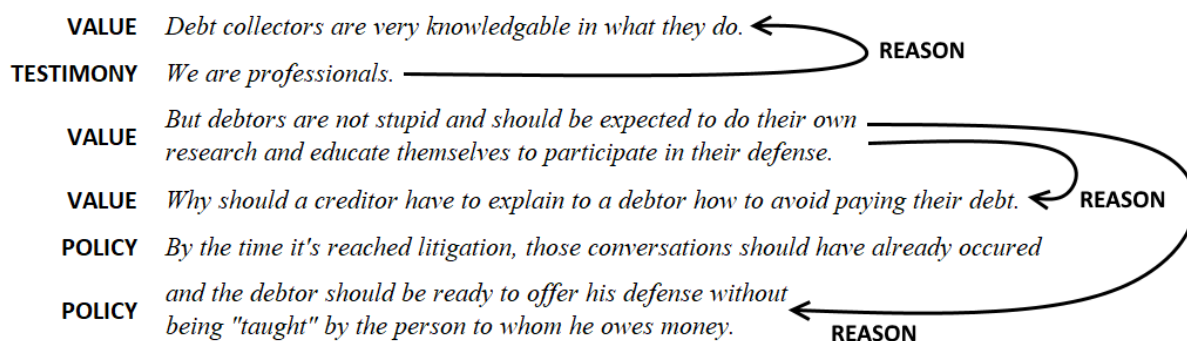 VALUE Debt collectors are very knowledgable in what they do.
REASON
TESTIMONY We are professionals.
But debtors are not stupid and should be expected to do their own
VALUE
research and educate themselves to participate in their defense.
VALUE Why should a creditor have to explain to a debtor how to avoid paying their debt.
REASON
POLICY By the time it's reached litigation, those conversations should have already occured
and the debtor should be ready to offer his defense without
POLICY
being "taught" by the person to whom he owes money.
REASON